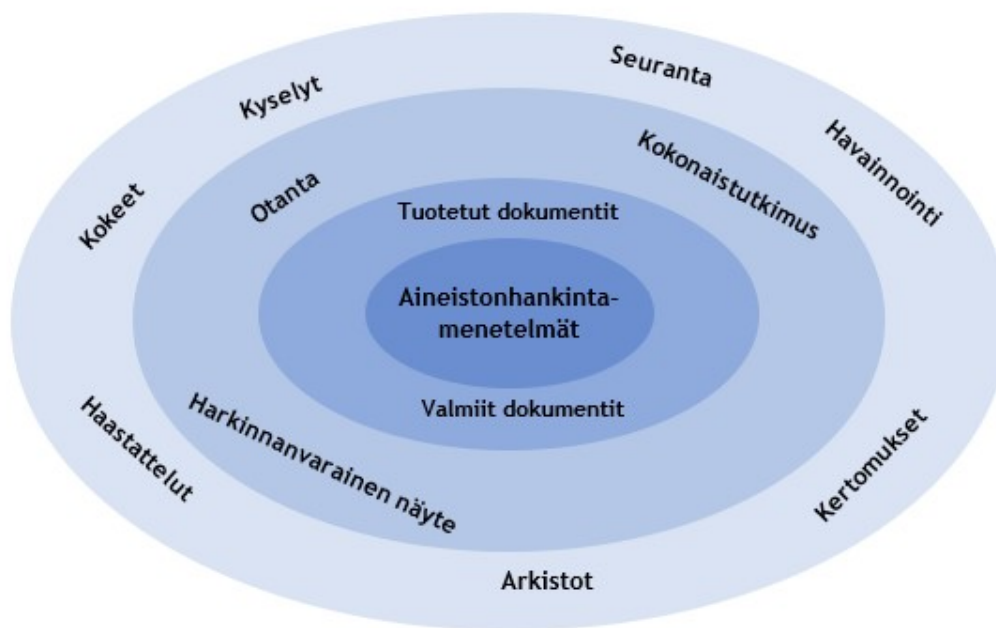 Seuranta
Kyselyt
Havainnointi
Kokonaistutkimus
Kokeet
Otanta
Tuotetut dokumentit
Aineistonhankinta-
menetelmät
Valmiit dokumentit
Haastattelut
Harkinnanvarainen näyte
Kertomukset
Arkistot